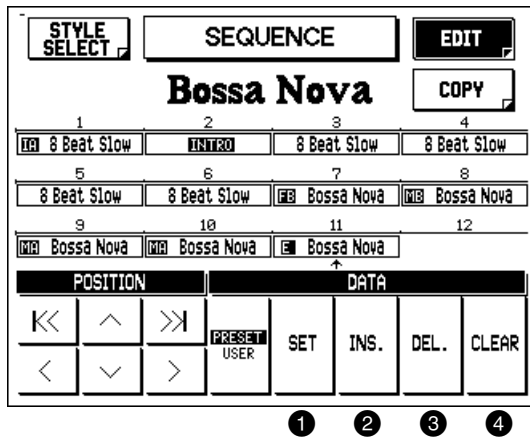 STYLE SELECT
SEQUENCE
EDIT
Bossa Nova
COPY
1 2 3 4
IA 8 Beat Slow INTRO 8 Beat Slow 8 Beat Slow
5 6 7 8
8 Beat Slow 8 Beat Slow FB Bossa Nova MB Bossa Nova
9 10 11 12
MA Bossa Nova MA Bossa Nova E Bossa Nova
POSITION DATA
PRESET
USER
SET INS. DEL. CLEAR
1 2 3 4